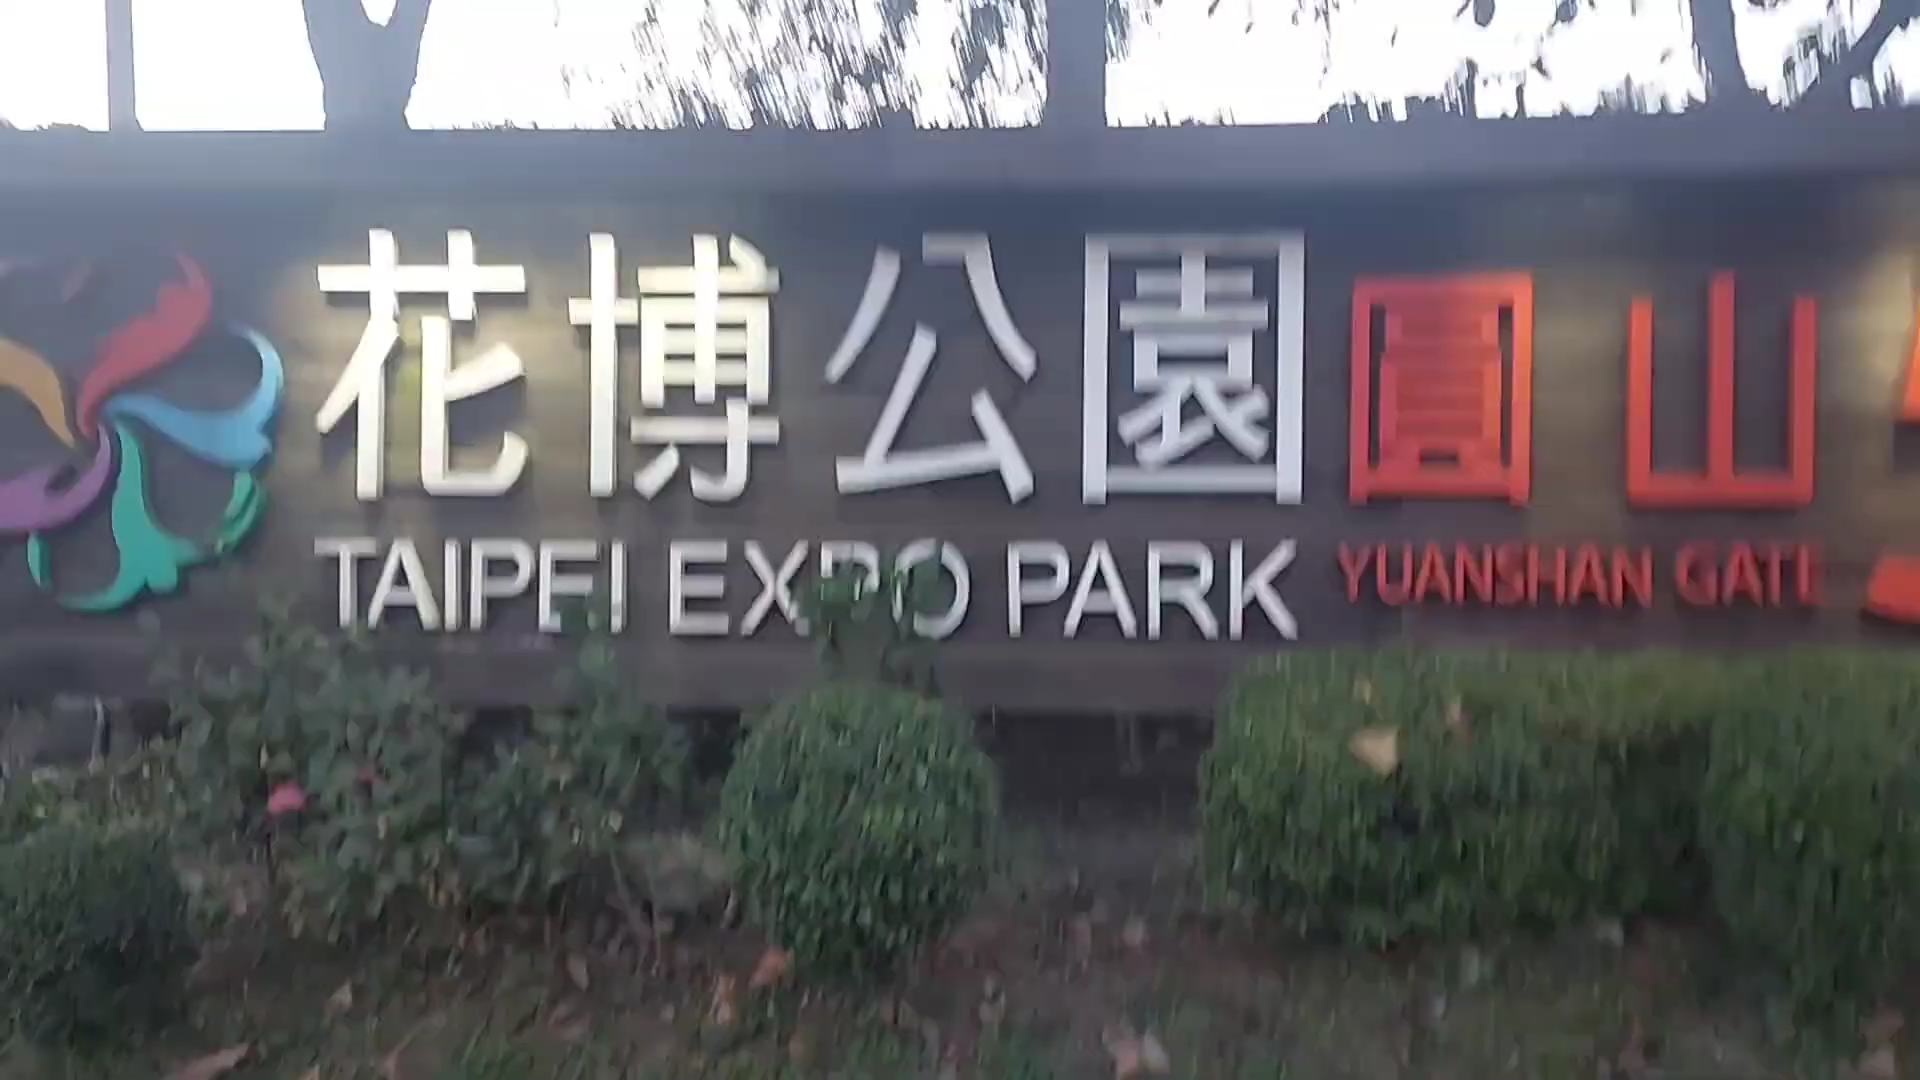 花博公園 圓山
TAIPEI EXPO PARK YUANSHAN GATE